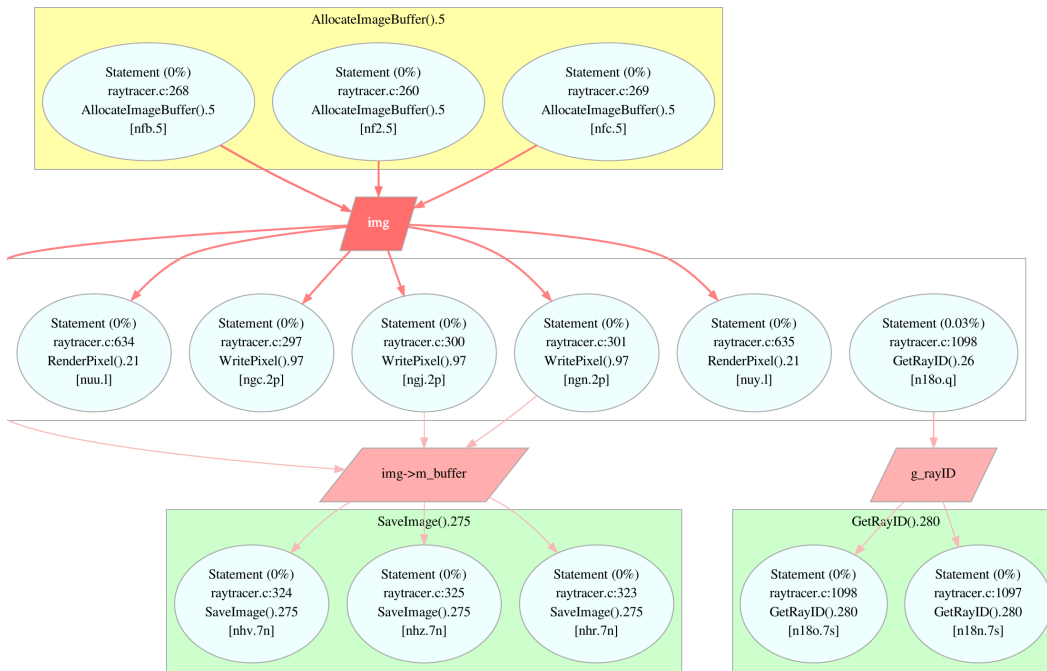 AllocateImageBuffer().5
Statement (0%)
raytracer.c:268
AllocateImageBuffer().5
[nfb.5]
Statement (0%)
raytracer.c:260
AllocateImageBuffer().5
[nf2.5]
Statement (0%)
raytracer.c:269
AllocateImageBuffer().5
[nfc.5]
img
Statement (0%)
raytracer.c:634
RenderPixel().21
[nuu.l]
Statement (0%)
raytracer.c:297
WritePixel().97
[ngc.2p]
Statement (0%)
raytracer.c:300
WritePixel().97
[ngj.2p]
Statement (0%)
raytracer.c:301
WritePixel().97
[ngn.2p]
Statement (0%)
raytracer.c:635
RenderPixel().21
[nuy.l]
Statement (0.03%)
raytracer.c:1098
GetRayID().26
[n18o.q]
img->m_buffer
g_rayID
SaveImage().275
Statement (0%)
raytracer.c:324
SaveImage().275
[nhv.7n]
Statement (0%)
raytracer.c:325
SaveImage().275
[nhz.7n]
Statement (0%)
raytracer.c:323
SaveImage().275
[nhr.7n]
GetRayID().280
Statement (0%)
raytracer.c:1098
GetRayID().280
[n18o.7s]
Statement (0%)
raytracer.c:1097
GetRayID().280
[n18n.7s]